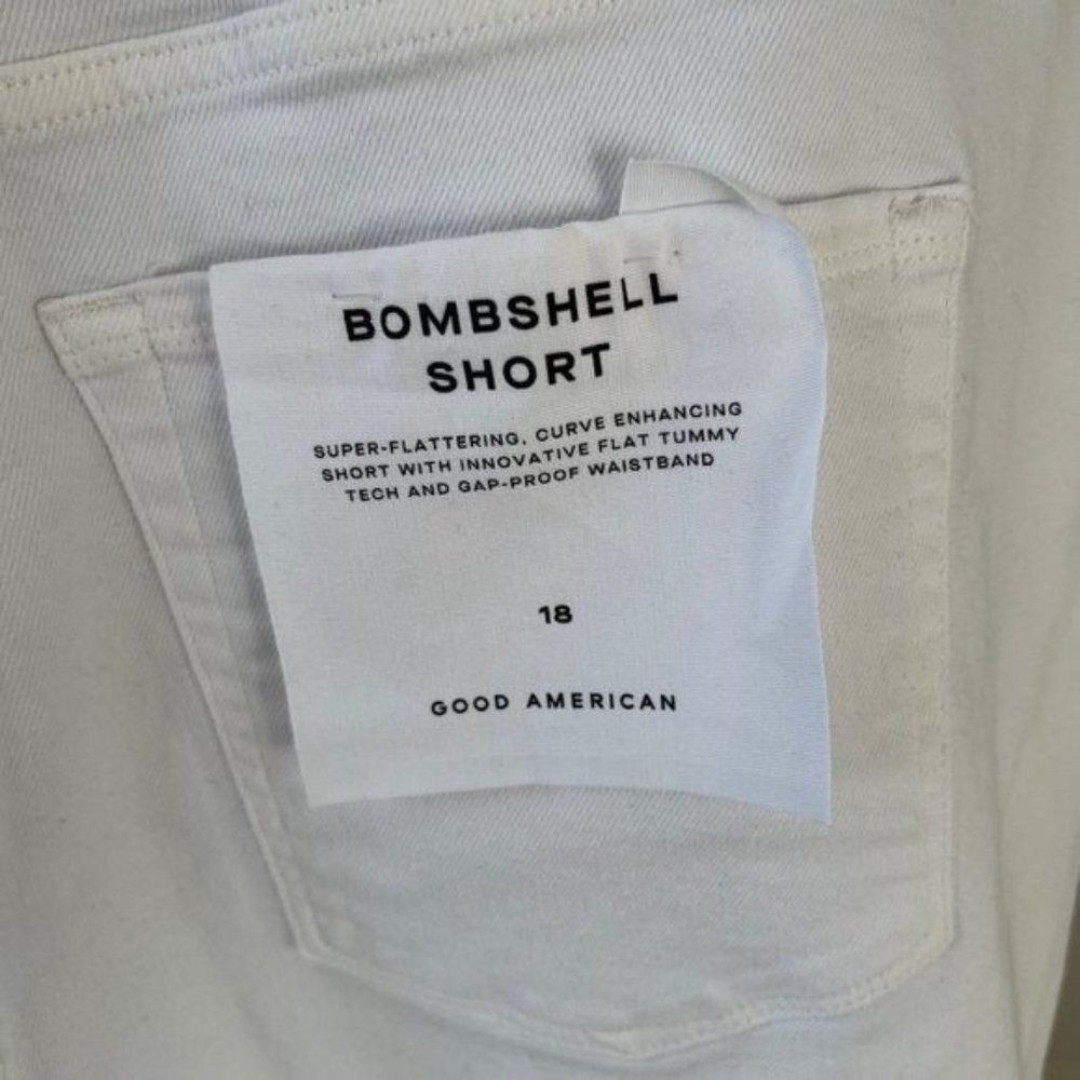 BOMBSHELL
SHORT
SUPER-FLATTERING, CURVE ENHANCING
SHORT WITH INNOVATIVE FLAT TUMMY
TECH AND GAP-PROOF WAISTBAND
18
GOOD AMERICAN